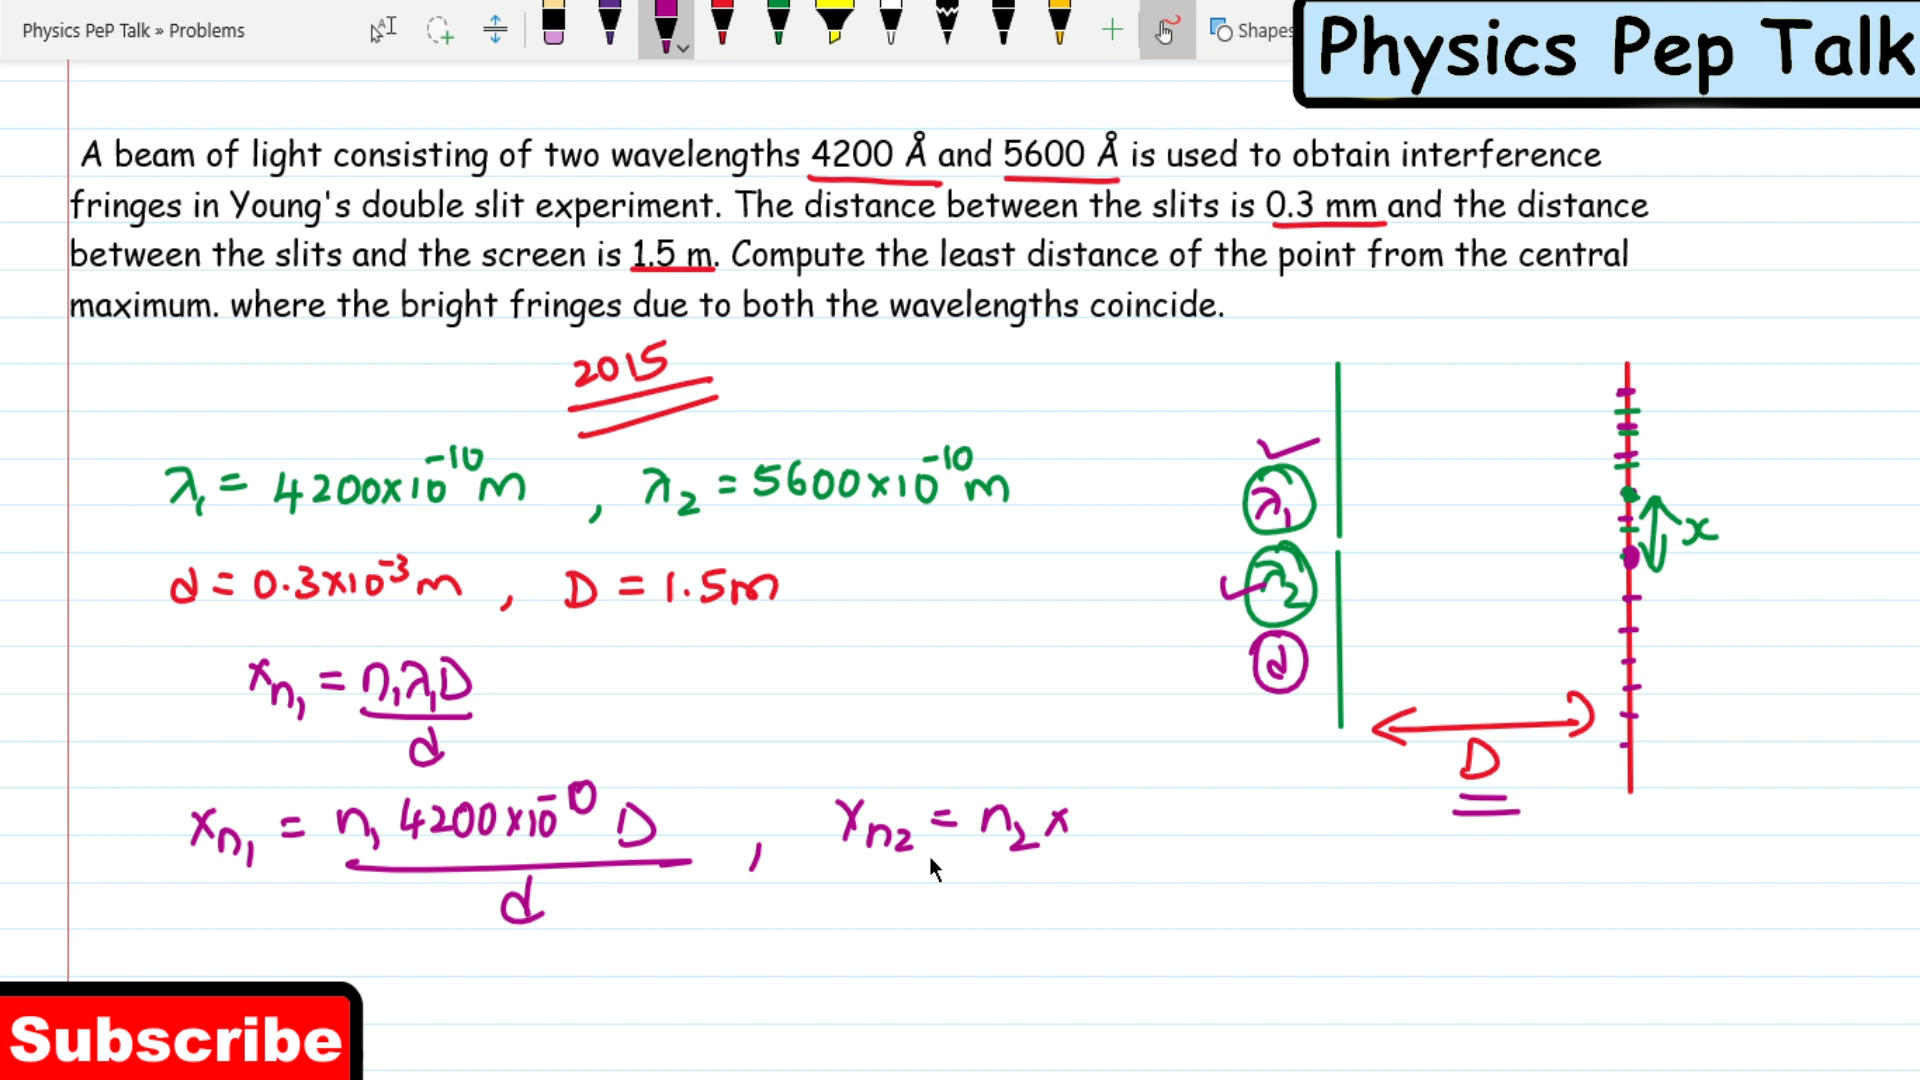 Physics PeP Talk » Problems
Shapes
Physics Pep Talk
A beam of light consisting of two wavelengths 4200 Å and 5600 Å is used to obtain interference
fringes in Young's double slit experiment. The distance between the slits is 0.3 mm and the distance
between the slits and the screen is 1.5 m. Compute the least distance of the point from the central
maximum. where the bright fringes due to both the wavelengths coincide.
2015
λ₁ = 4200×10⁻¹⁰m , λ₂ = 5600×10⁻¹⁰m
d = 0.3×10⁻³m , D = 1.5m
xₙ₁ = n₁λ₁D
d
xₙ₁ = n₁ 4200×10⁻¹⁰ D , xₙ₂ = n₂ ×
d
λ₁
λ₂
d
x
D
Subscribe